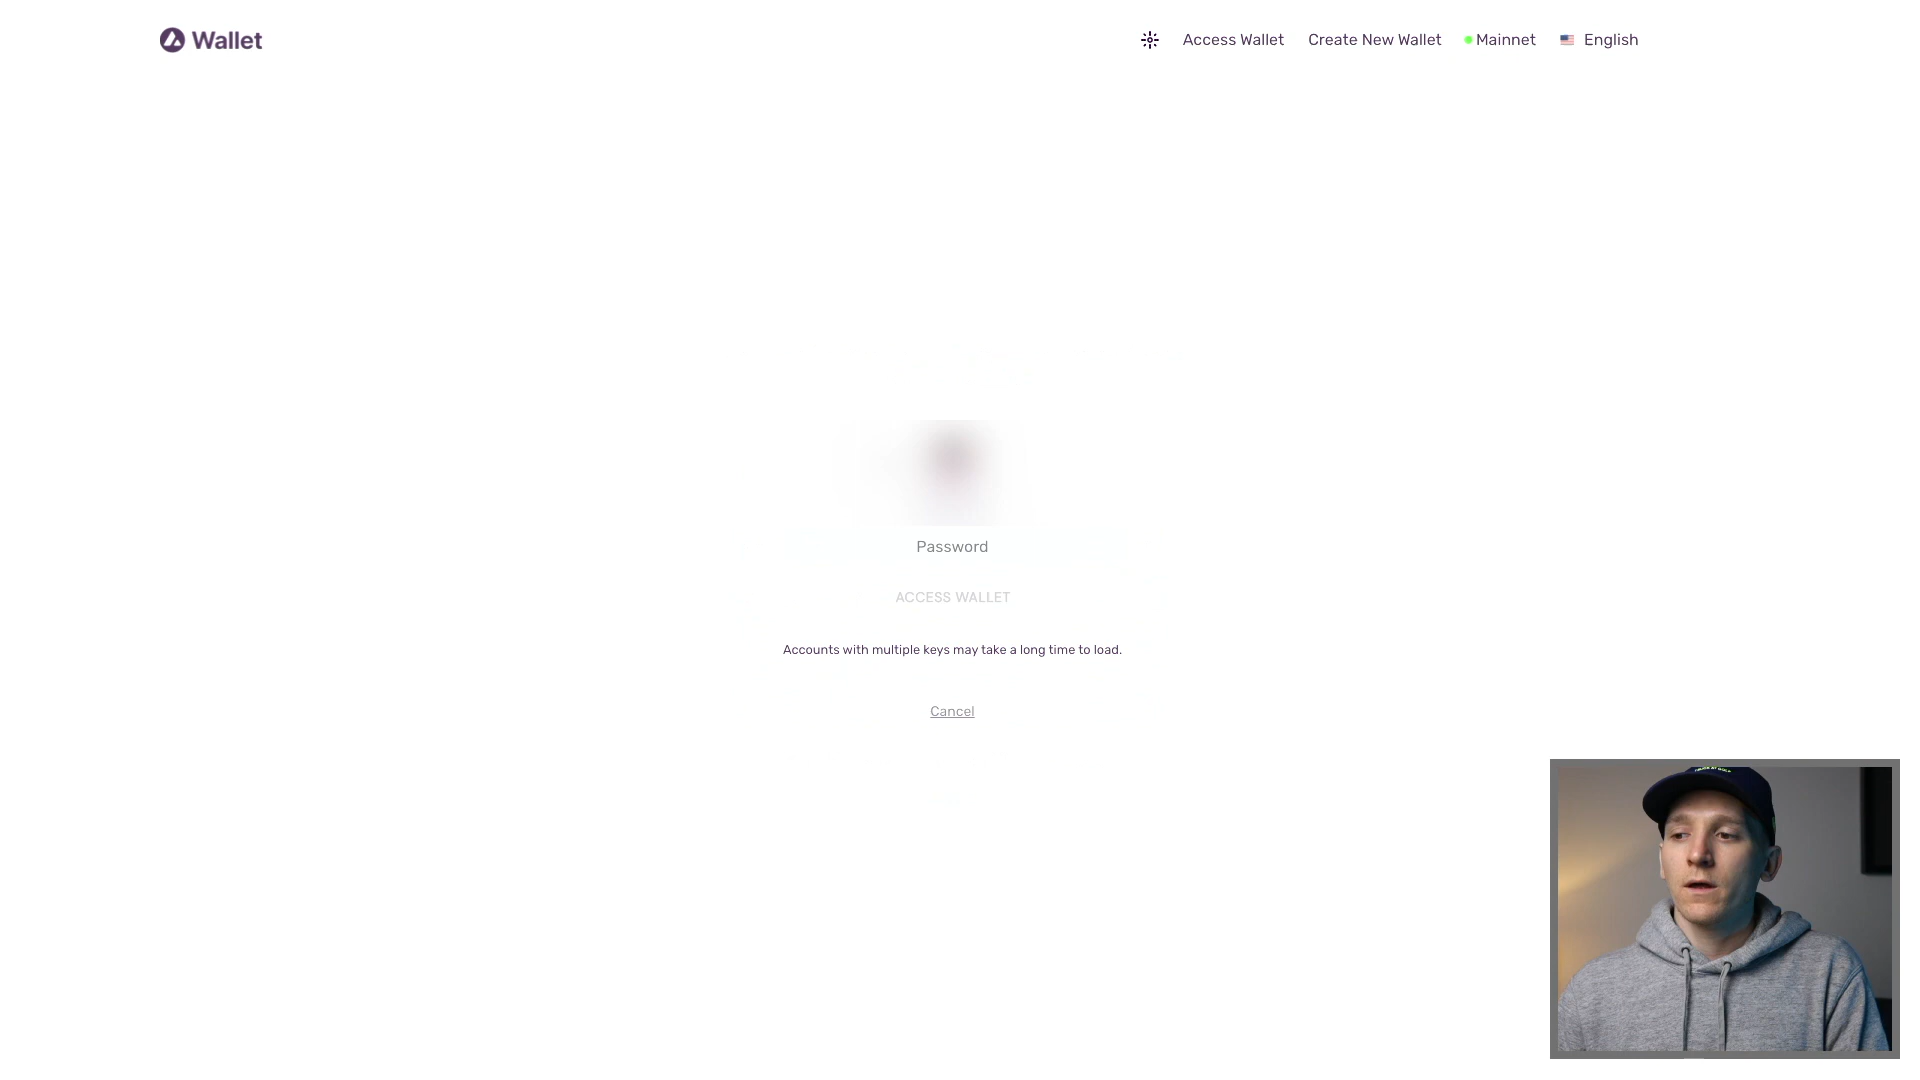 Wallet
Access Wallet
Create New Wallet
Mainnet
English
Password
ACCESS WALLET
Accounts with multiple keys may take a long time to load.
Cancel